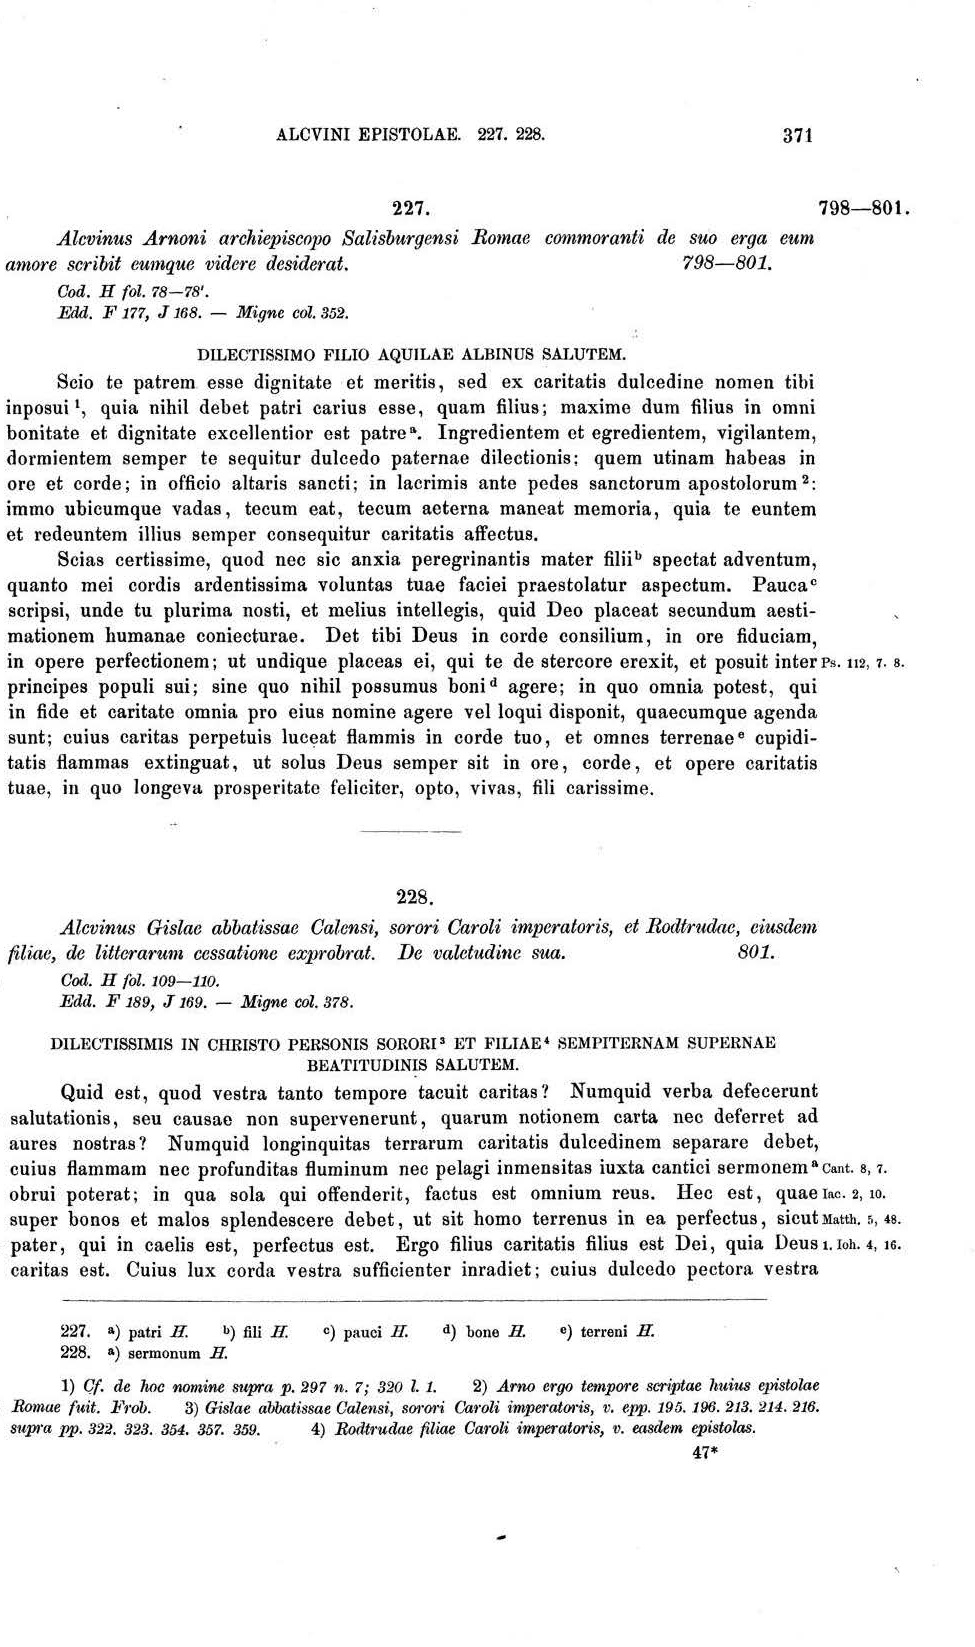 ALCVINI EPISTOLAE. 227. 228. 371
227. 798—801.
Alcvinus Arnoni archiepiscopo Salisburgensi Romae commoranti de suo erga eum
amore scribit eumque videre desiderat. 798—801.
Cod. H fol. 78—78'.
Edd. F 177, J 168. — Migne col. 352.
DILECTISSIMO FILIO AQUILAE ALBINUS SALUTEM.
Scio te patrem esse dignitate et meritis, sed ex caritatis dulcedine nomen tibi
inposui ¹, quia nihil debet patri carius esse, quam filius; maxime dum filius in omni
bonitate et dignitate excellentior est patre ᵃ. Ingredientem et egredientem, vigilantem,
dormientem semper te sequitur dulcedo paternae dilectionis; quem utinam habeas in
ore et corde; in officio altaris sancti; in lacrimis ante pedes sanctorum apostolorum ²:
immo ubicumque vadas, tecum eat, tecum aeterna maneat memoria, quia te euntem
et redeuntem illius semper consequitur caritatis affectus.
Scias certissime, quod nec sic anxia peregrinantis mater filii ᵇ spectat adventum,
quanto mei cordis ardentissima voluntas tuae faciei praestolatur aspectum. Pauca ᶜ
scripsi, unde tu plurima nosti, et melius intellegis, quid Deo placeat secundum aesti-
mationem humanae coniecturae. Det tibi Deus in corde consilium, in ore fiduciam,
in opere perfectionem; ut undique placeas ei, qui te de stercore erexit, et posuit inter Ps. 112, 7. 8.
principes populi sui; sine quo nihil possumus boni ᵈ agere; in quo omnia potest, qui
in fide et caritate omnia pro eius nomine agere vel loqui disponit, quaecumque agenda
sunt; cuius caritas perpetuis luceat flammis in corde tuo, et omnes terrenae ᵉ cupidi-
tatis flammas extinguat, ut solus Deus semper sit in ore, corde, et opere caritatis
tuae, in quo longeva prosperitate feliciter, opto, vivas, fili carissime.
228.
Alcvinus Gislae abbatissae Calensi, sorori Caroli imperatoris, et Rodtrudae, eiusdem
filiae, de litterarum cessatione exprobrat. De valetudine sua. 801.
Cod. H fol. 109—110.
Edd. F 189, J 169. — Migne col. 378.
DILECTISSIMIS IN CHRISTO PERSONIS SORORI ³ ET FILIAE ⁴ SEMPITERNAM SUPERNAE
BEATITUDINIS SALUTEM.
Quid est, quod vestra tanto tempore tacuit caritas? Numquid verba defecerunt
salutationis, seu causae non supervenerunt, quarum notionem carta nec deferret ad
aures nostras? Numquid longinquitas terrarum caritatis dulcedinem separare debet,
cuius flammam nec profunditas fluminum nec pelagi inmensitas iuxta cantici sermonem ᵃ Cant. 8, 7.
obrui poterat; in qua sola qui offenderit, factus est omnium reus. Hec est, quae Iac. 2, 10.
super bonos et malos splendescere debet, ut sit homo terrenus in ea perfectus, sicut Matth. 5, 48.
pater, qui in caelis est, perfectus est. Ergo filius caritatis filius est Dei, quia Deus 1. Ioh. 4, 16.
caritas est. Cuius lux corda vestra sufficienter inradiet; cuius dulcedo pectora vestra
227. ᵃ) patri H. ᵇ) fili H. ᶜ) pauci H. ᵈ) bone H. ᵉ) terreni H.
228. ᵃ) sermonum H.
1) Cf. de hoc nomine supra p. 297 n. 7; 320 l. 1. 2) Arno ergo tempore scriptae huius epistolae
Romae fuit. Frob. 3) Gislae abbatissae Calensi, sorori Caroli imperatoris, v. epp. 195. 196. 213. 214. 216.
supra pp. 322. 323. 354. 357. 359. 4) Rodtrudae filiae Caroli imperatoris, v. easdem epistolas.
47*